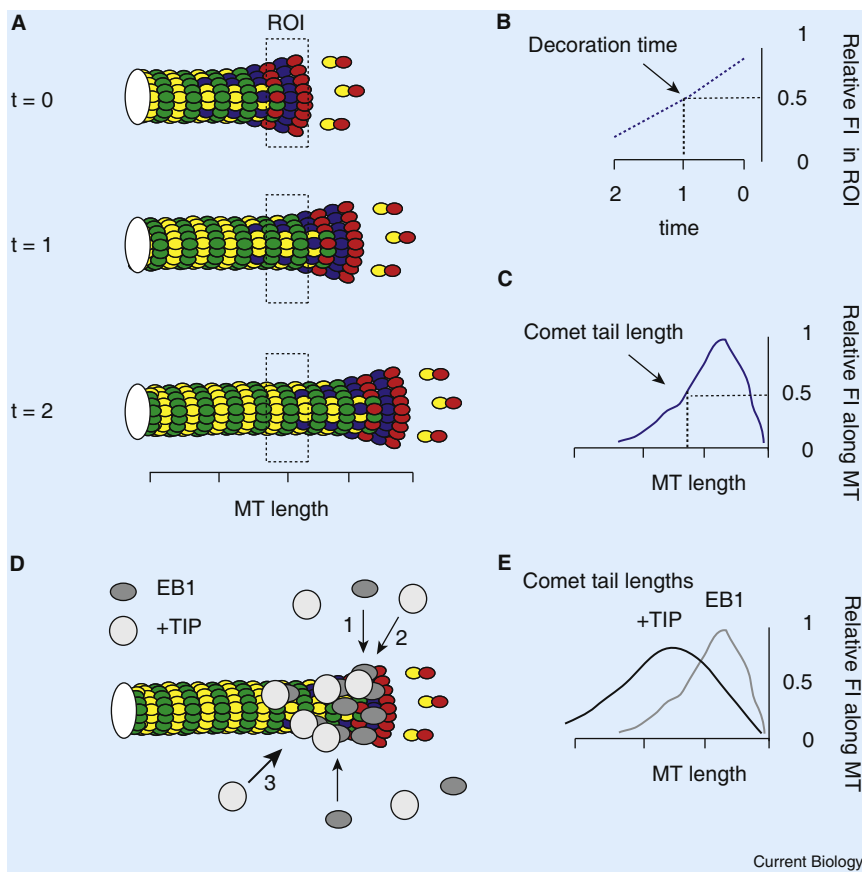 A
ROI
t = 0
t = 1
t = 2
MT length
B
Decoration time
1
0.5
0
Relative FI in ROI
2 1 0
time
C
Comet tail length
1
0.5
0
Relative FI along MT
MT length
D
EB1
+TIP
1
2
3
E
Comet tail lengths
EB1
+TIP
1
0.5
0
Relative FI along MT
MT length
Current Biology